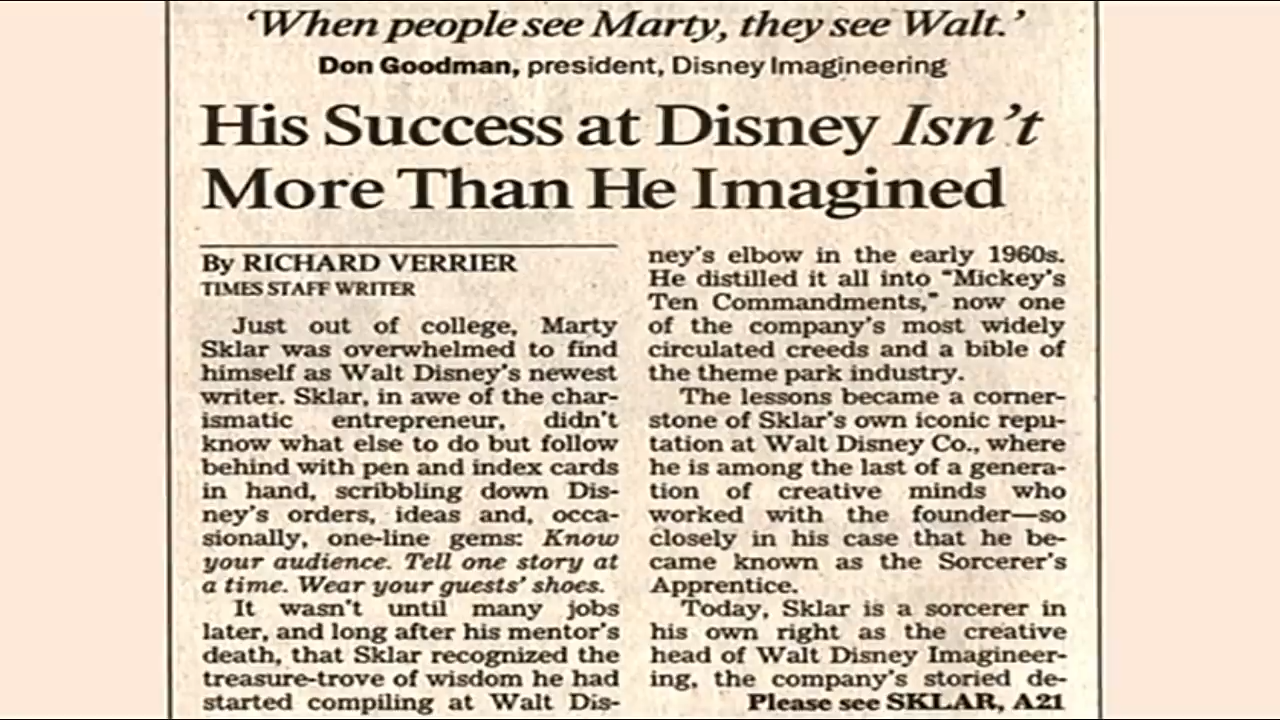 ‘When people see Marty, they see Walt.’
Don Goodman, president, Disney Imagineering
His Success at Disney Isn’t
More Than He Imagined
By RICHARD VERRIER
TIMES STAFF WRITER
Just out of college, Marty
Sklar was overwhelmed to find
himself as Walt Disney’s newest
writer. Sklar, in awe of the char-
ismatic entrepreneur, didn’t
know what else to do but follow
behind with pen and index cards
in hand, scribbling down Dis-
ney’s orders, ideas and, occa-
sionally, one-line gems: Know
your audience. Tell one story at
a time. Wear your guests’ shoes.
It wasn’t until many jobs
later, and long after his mentor’s
death, that Sklar recognized the
treasure-trove of wisdom he had
started compiling at Walt Dis-
ney’s elbow in the early 1960s.
He distilled it all into “Mickey’s
Ten Commandments,” now one
of the company’s most widely
circulated creeds and a bible of
the theme park industry.
The lessons became a corner-
stone of Sklar’s own iconic repu-
tation at Walt Disney Co., where
he is among the last of a genera-
tion of creative minds who
worked with the founder—so
closely in his case that he be-
came known as the Sorcerer’s
Apprentice.
Today, Sklar is a sorcerer in
his own right as the creative
head of Walt Disney Imagineer-
ing, the company’s storied de-
Please see SKLAR, A21